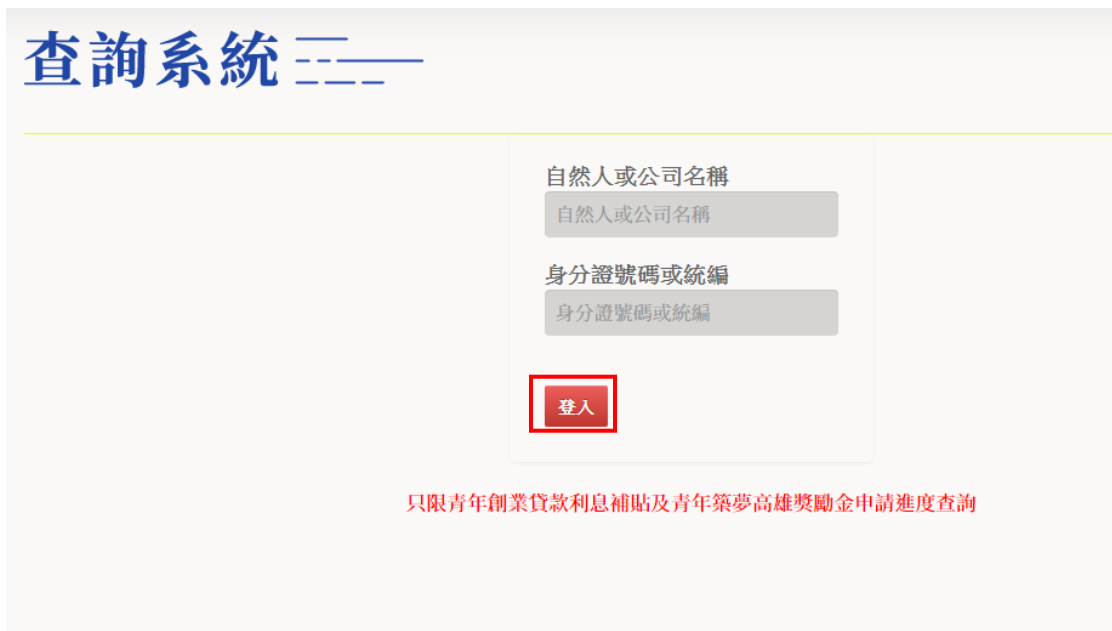 查詢系統
自然人或公司名稱
自然人或公司名稱
身分證號碼或統編
身分證號碼或統編
登入
只限青年創業貸款利息補貼及青年築夢高雄獎勵金申請進度查詢